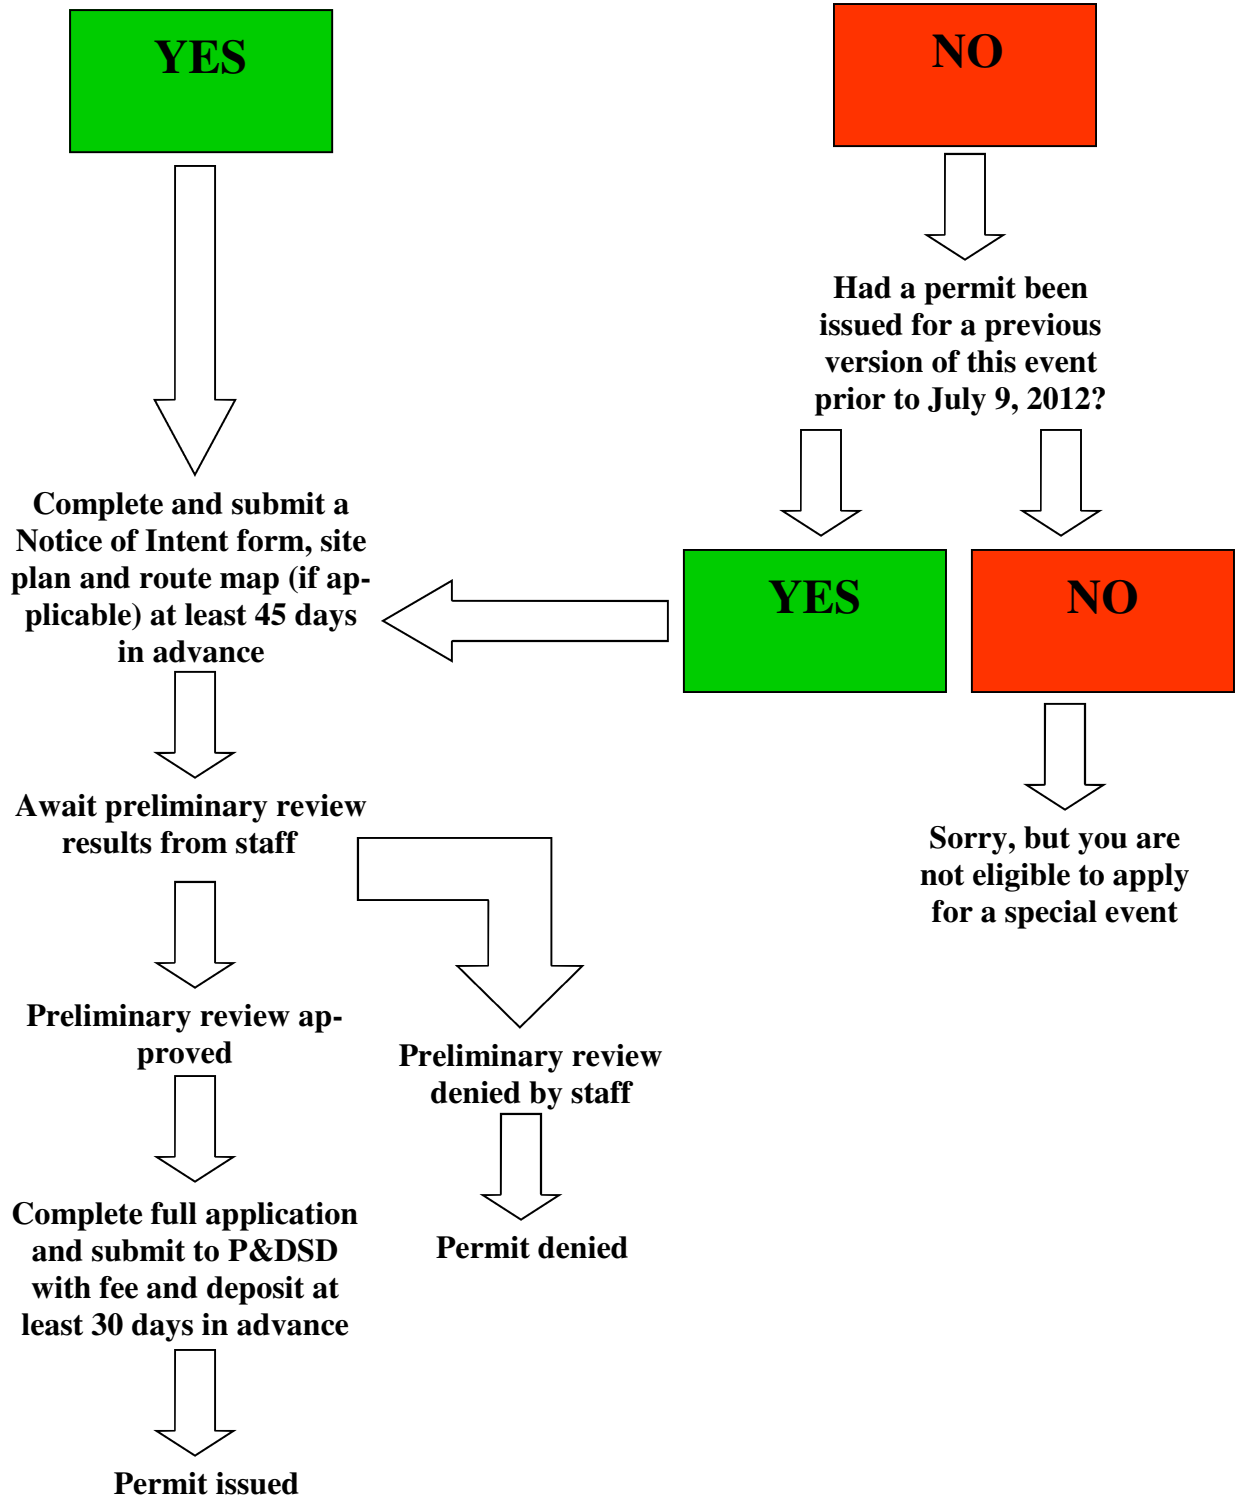 YES
NO
Had a permit been
issued for a previous
version of this event
prior to July 9, 2012?
Complete and submit a
Notice of Intent form, site
plan and route map (if ap-
plicable) at least 45 days
in advance
YES
NO
Await preliminary review
results from staff
Sorry, but you are
not eligible to apply
for a special event
Preliminary review ap-
proved
Preliminary review
denied by staff
Complete full application
and submit to P&DSD
with fee and deposit at
least 30 days in advance
Permit denied
Permit issued